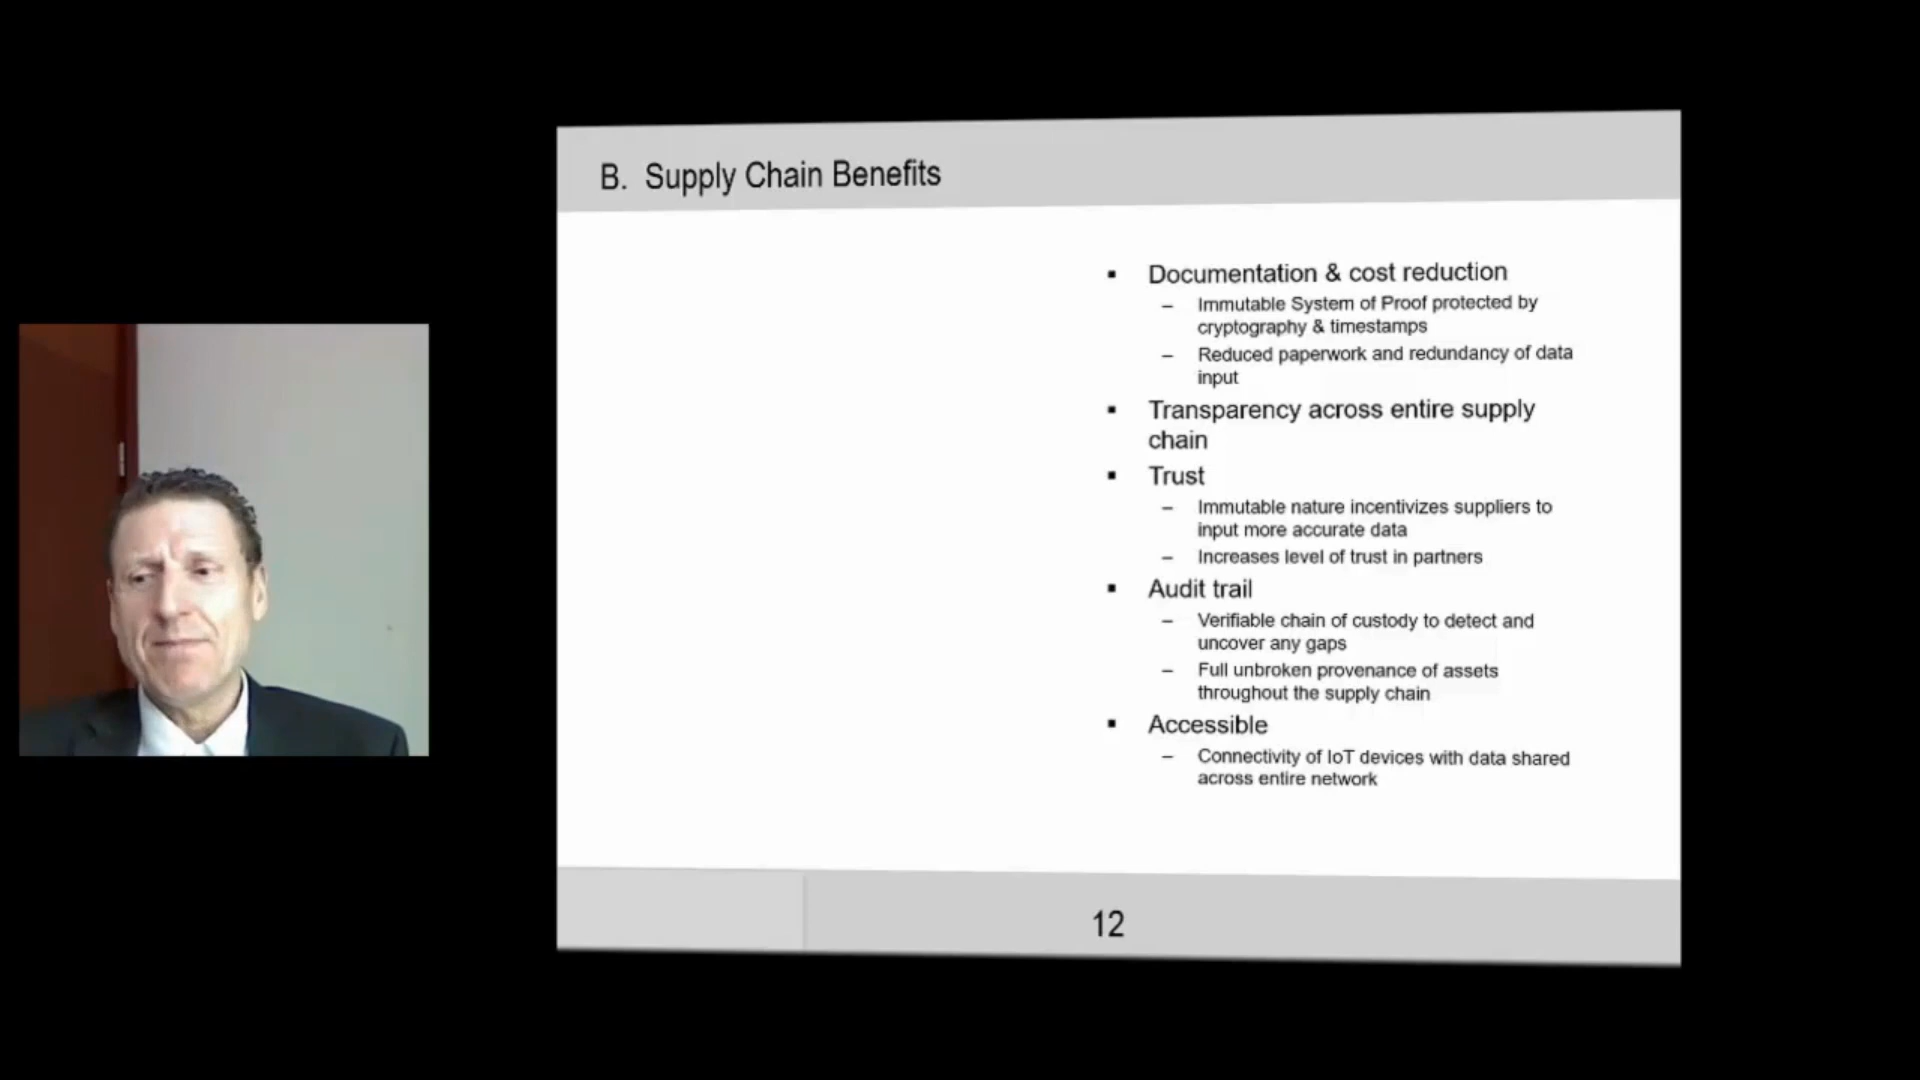 B. Supply Chain Benefits
▪ Documentation & cost reduction
– Immutable System of Proof protected by
cryptography & timestamps
– Reduced paperwork and redundancy of data
input
▪ Transparency across entire supply
chain
▪ Trust
– Immutable nature incentivizes suppliers to
input more accurate data
– Increases level of trust in partners
▪ Audit trail
– Verifiable chain of custody to detect and
uncover any gaps
– Full unbroken provenance of assets
throughout the supply chain
▪ Accessible
– Connectivity of IoT devices with data shared
across entire network
12